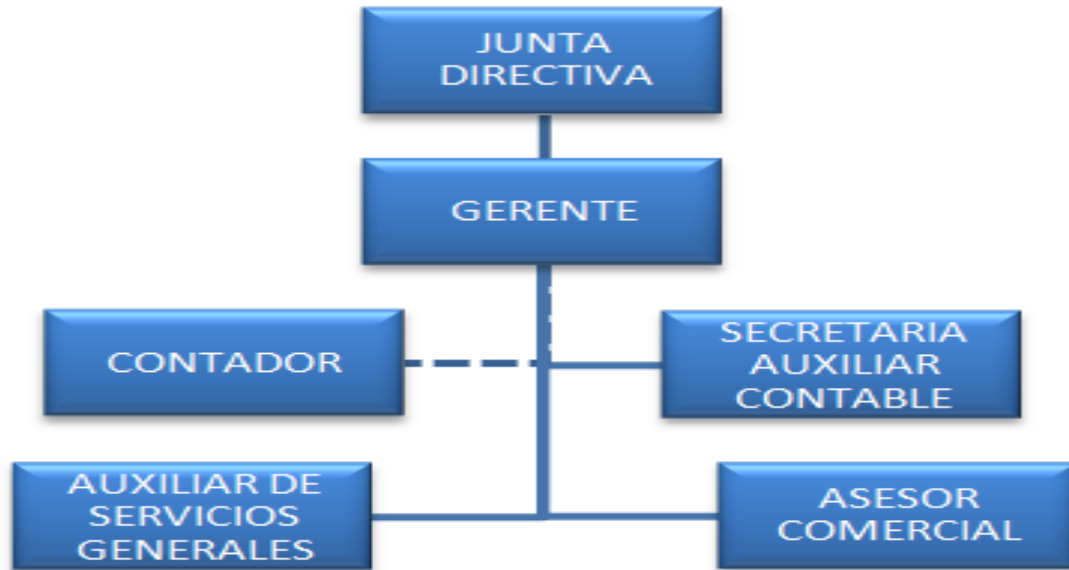 JUNTA
DIRECTIVA
GERENTE
CONTADOR
SECRETARIA
AUXILIAR
CONTABLE
AUXILIAR DE
SERVICIOS
GENERALES
ASESOR
COMERCIAL